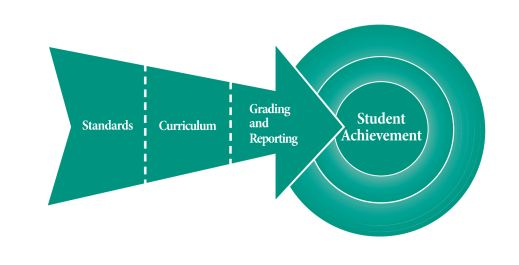 Standards
Curriculum
Grading
and
Reporting
Student
Achievement